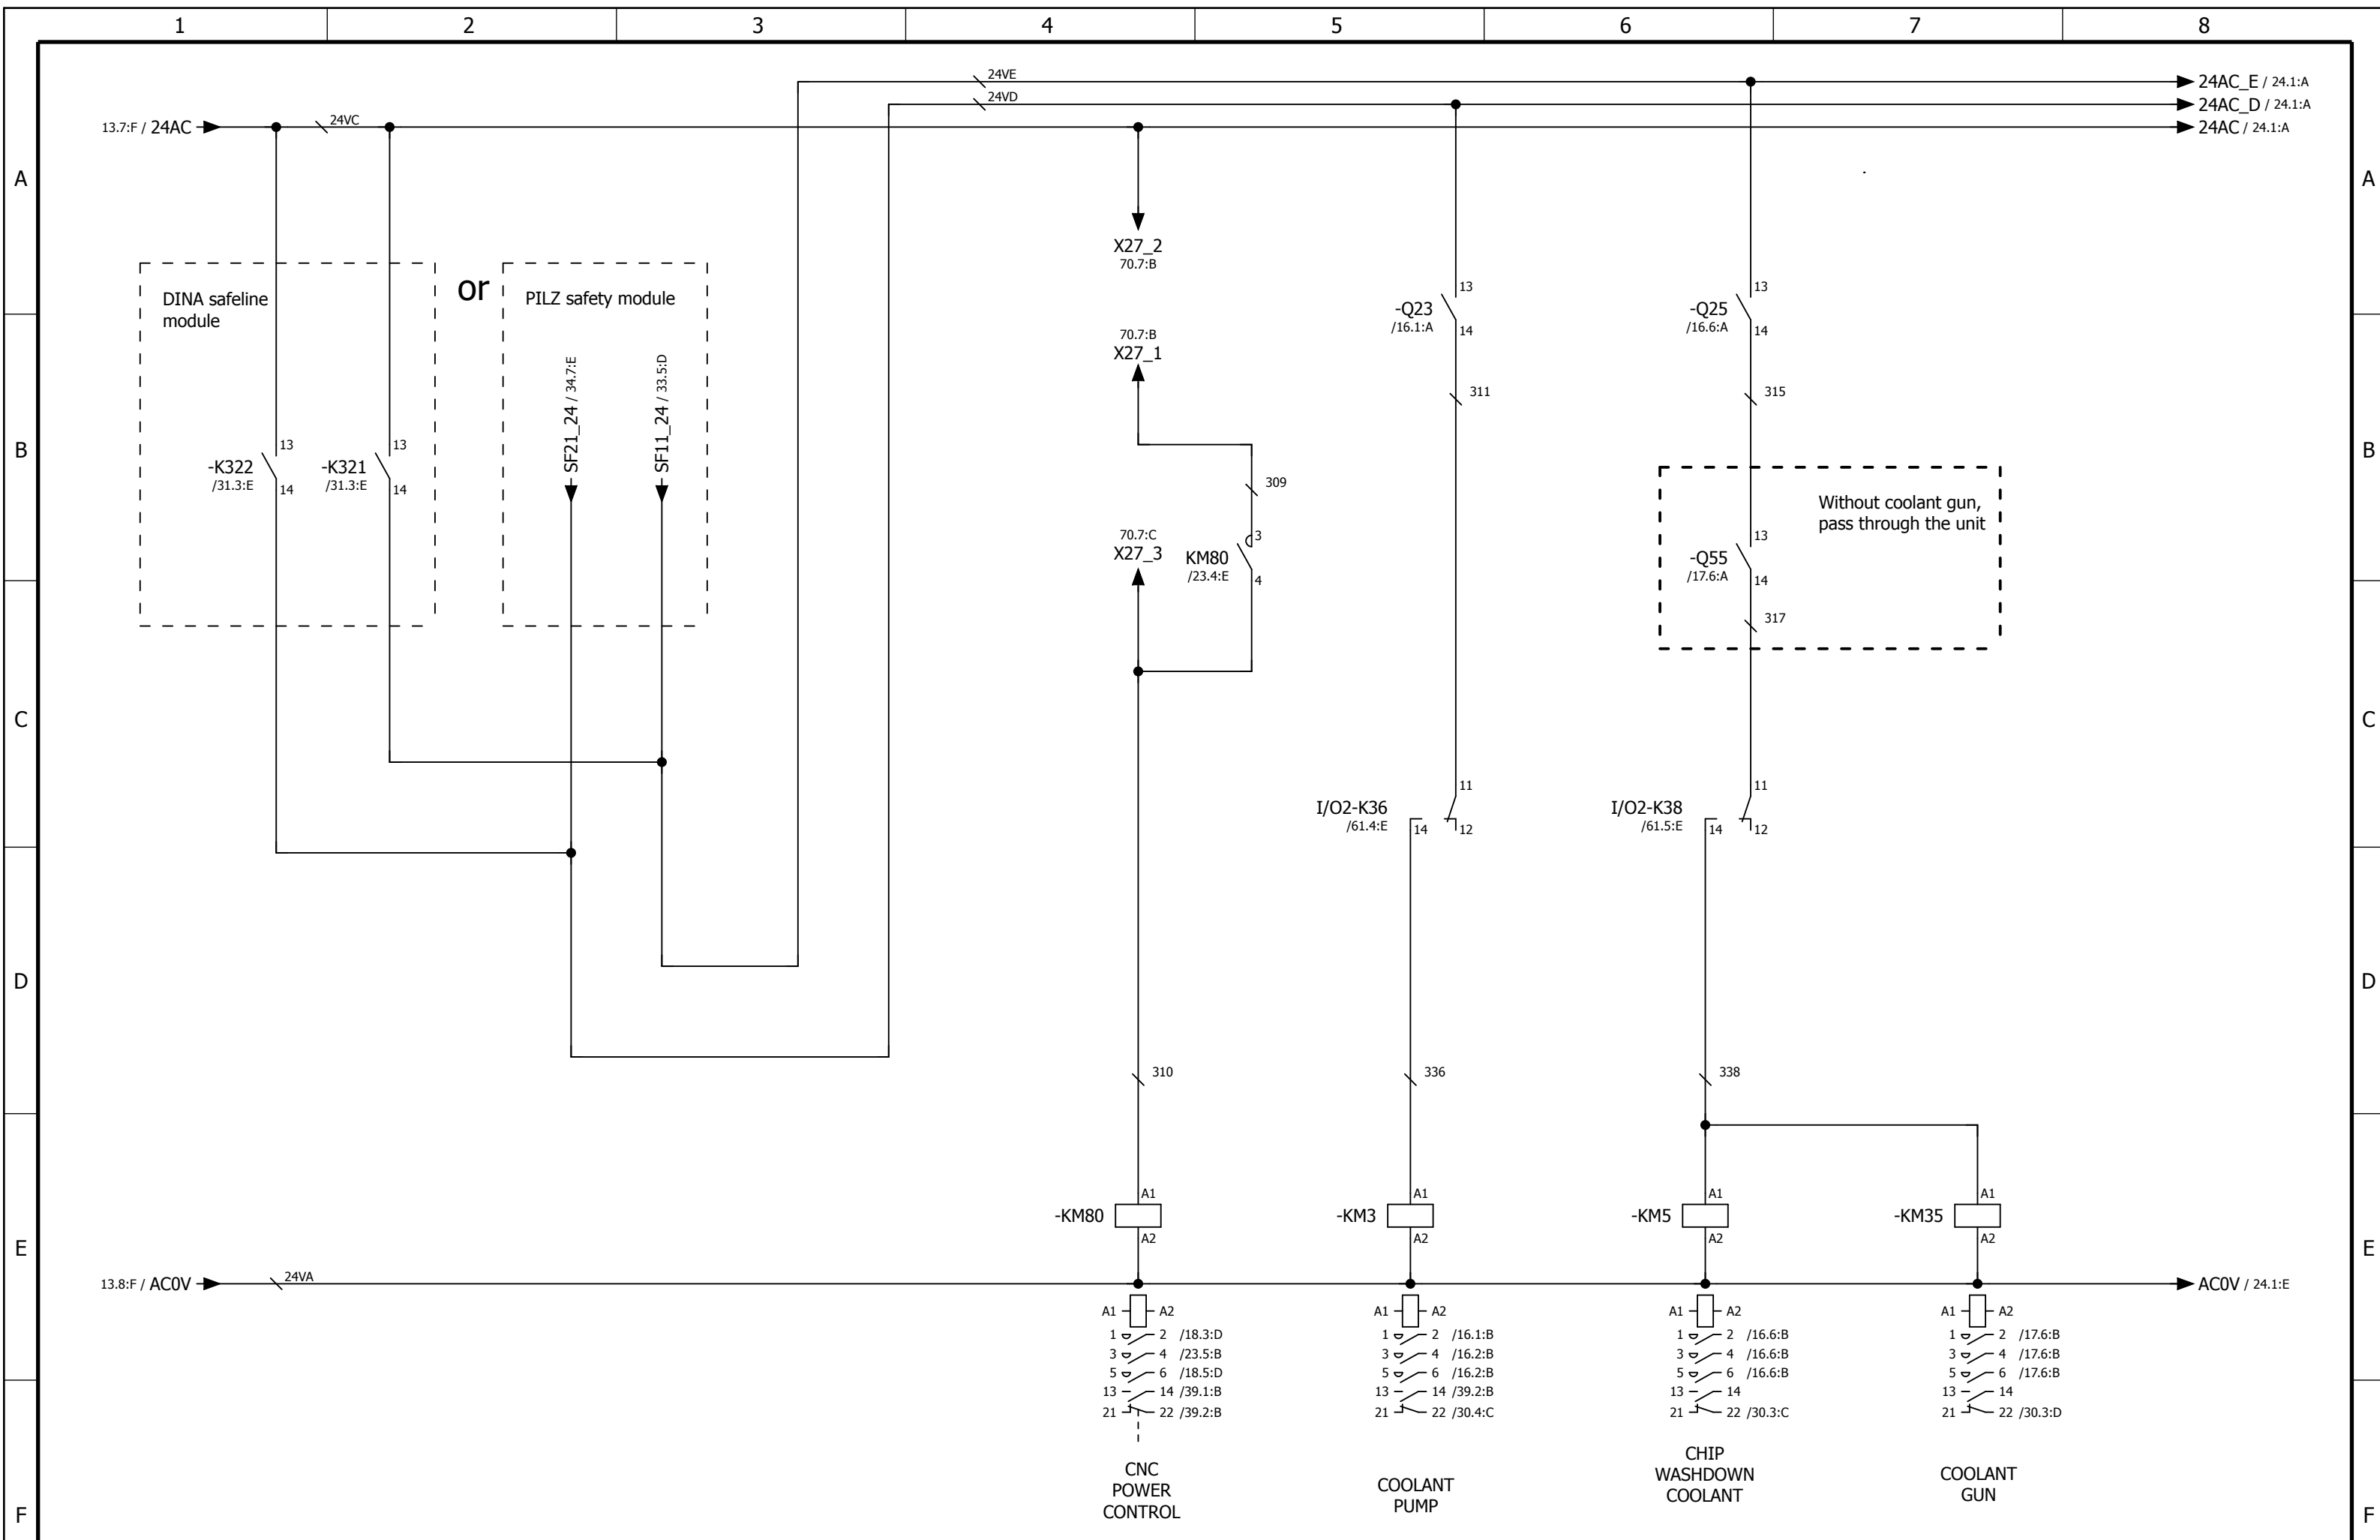 1 2 3 4 5 6 7 8
24VE
24AC_E / 24.1:A
24VD
24AC_D / 24.1:A
13.7:F / 24AC
24VC
24AC / 24.1:A
A
A
X27_2
70.7:B
DINA safeline
module
or
PILZ safety module
13
-Q23
/16.1:A
14
13
-Q25
/16.6:A
14
70.7:B
X27_1
SF21_24 / 34.7:E
SF11_24 / 33.5:D
311
315
B
B
13
-K322
/31.3:E
14
13
-K321
/31.3:E
14
309
Without coolant gun,
pass through the unit
70.7:C
X27_3
3
KM80
/23.4:E
4
13
-Q55
/17.6:A
14
317
C
C
11
I/O2-K36
/61.4:E
14
12
11
I/O2-K38
/61.5:E
14
12
D
D
310
336
338
A1
-KM80
A2
A1
-KM3
A2
A1
-KM5
A2
A1
-KM35
A2
E
E
13.8:F / AC0V
24VA
AC0V / 24.1:E
A1 A2
1 2 /18.3:D
3 4 /23.5:B
5 6 /18.5:D
13 14 /39.1:B
21 22 /39.2:B
CNC
POWER
CONTROL
A1 A2
1 2 /16.1:B
3 4 /16.2:B
5 6 /16.2:B
13 14 /39.2:B
21 22 /30.4:C
COOLANT
PUMP
A1 A2
1 2 /16.6:B
3 4 /16.6:B
5 6 /16.6:B
13 14
21 22 /30.3:C
CHIP
WASHDOWN
COOLANT
A1 A2
1 2 /17.6:B
3 4 /17.6:B
5 6 /17.6:B
13 14
21 22 /30.3:D
COOLANT
GUN
F
F